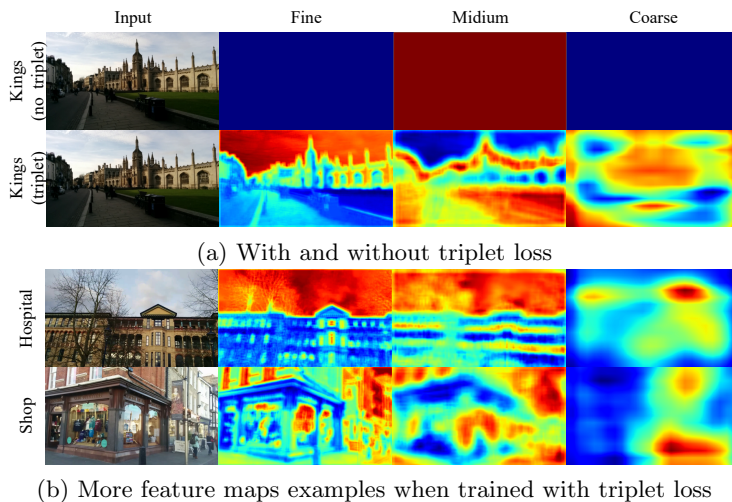 Input Fine Midium Coarse
Kings
(no triplet)
Kings
(triplet)
(a) With and without triplet loss
Hospital
Shop
(b) More feature maps examples when trained with triplet loss